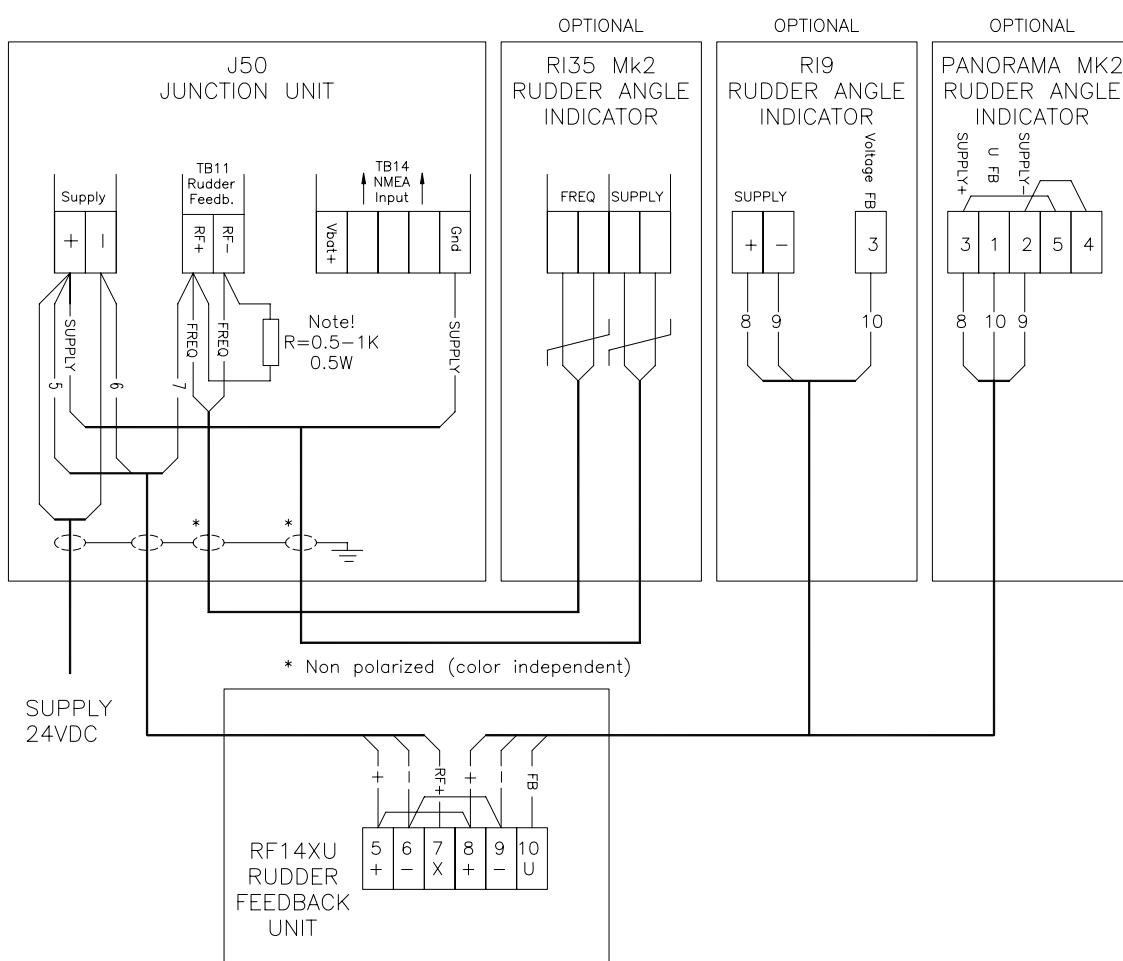 OPTIONAL
OPTIONAL
OPTIONAL
J50
JUNCTION UNIT
RI35 Mk2
RUDDER ANGLE
INDICATOR
RI9
RUDDER ANGLE
INDICATOR
PANORAMA MK2
RUDDER ANGLE
INDICATOR
Supply
+ -
TB11
Rudder
Feedb.
RF+ RF-
TB14
NMEA
Input
Vbat+ Gnd
FREQ SUPPLY
SUPPLY
+ -
Voltage FB
3
SUPPLY+ U FB SUPPLY-
3 1 2 5 4
SUPPLY
5 6 7
FREQ FREQ
Note!
R=0.5-1K
0.5W
SUPPLY
8 9 10
8 10 9
* *
* Non polarized (color independent)
SUPPLY
24VDC
+ - RF+ + - FB
5 6 7 8 9 10
+ - X + - U
RF14XU
RUDDER
FEEDBACK
UNIT